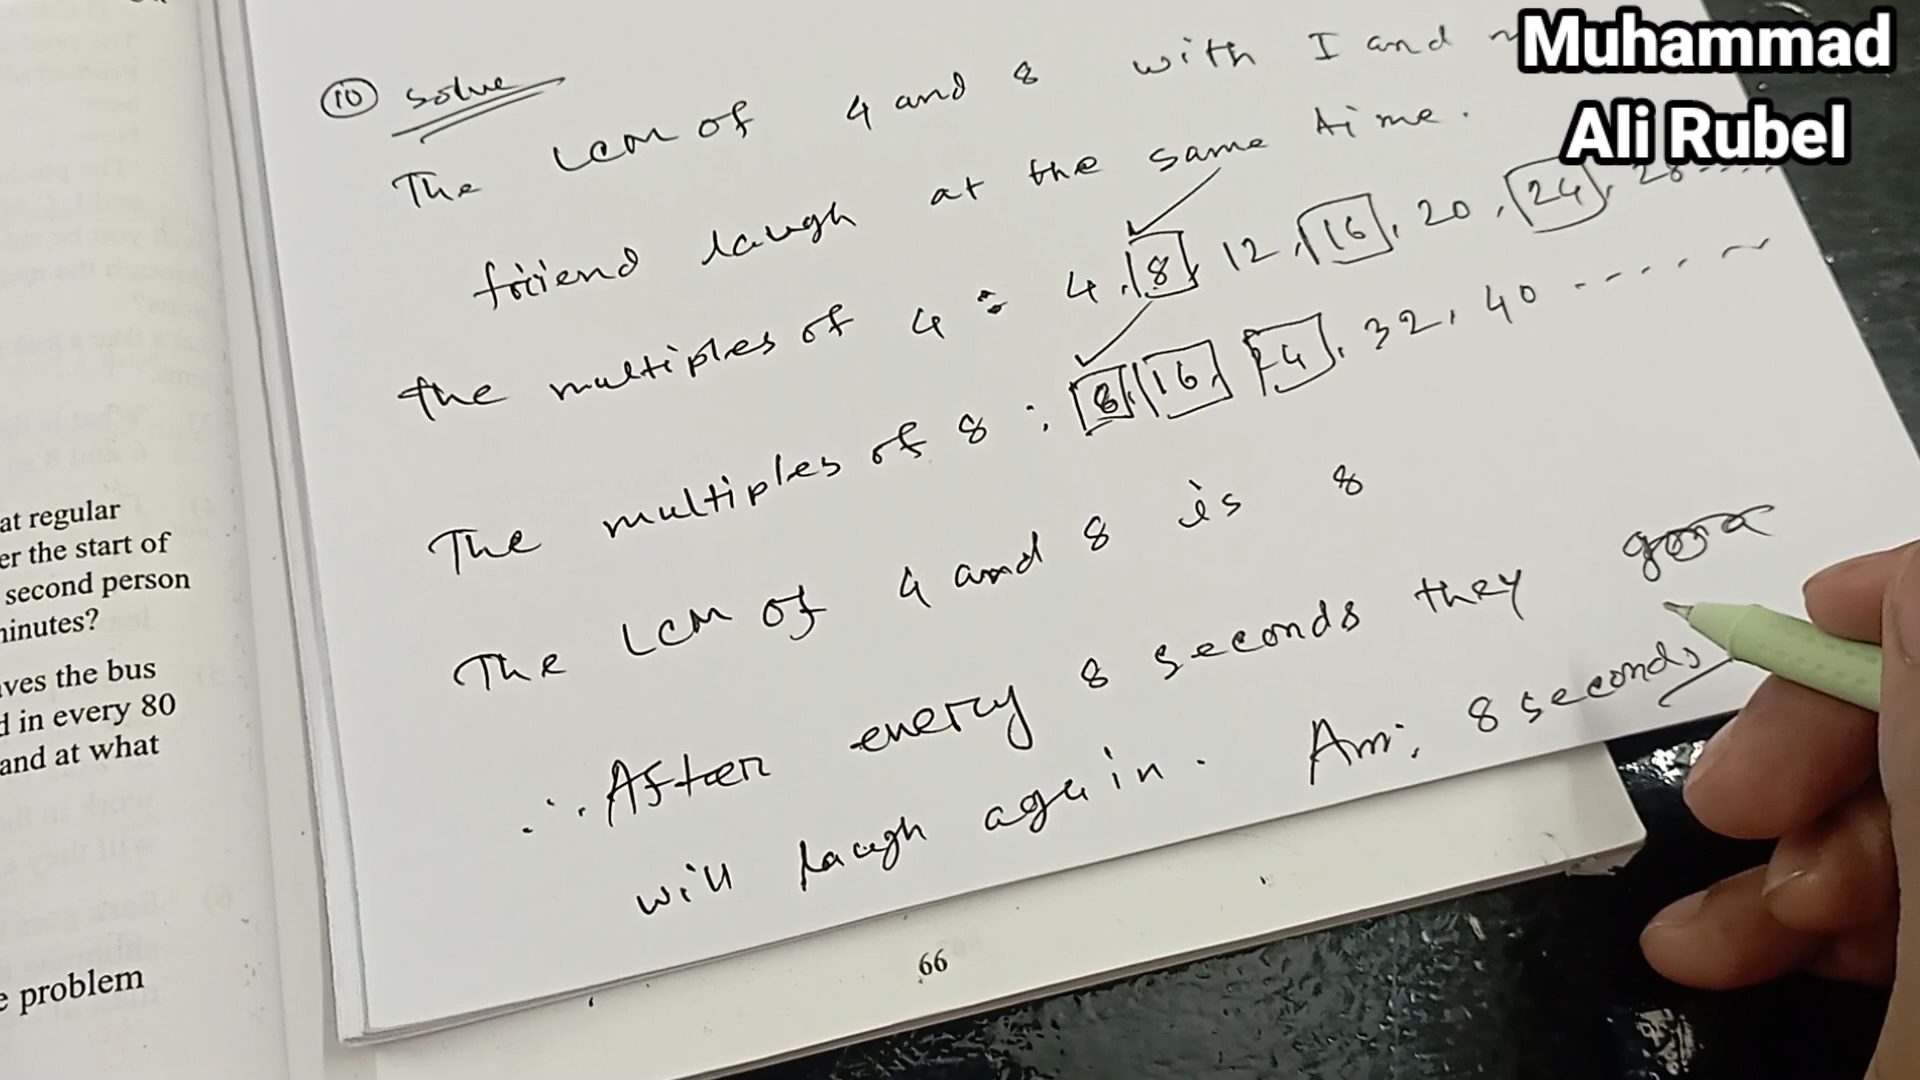 Muhammad
Ali Rubel
10 solve
The LCM of 4 and 8 with I and
friend laugh at the same time.
the multiples of 4 : 4, 8, 12, 16, 20, 24, 28.....
The multiples of 8 : 8, 16, 24, 32, 40 ......
The LCM of 4 and 8 is 8
∴ After every 8 seconds they
will laugh again. Ans: 8 seconds
66
at regular
er the start of
second person
minutes?
aves the bus
d in every 80
and at what
e problem